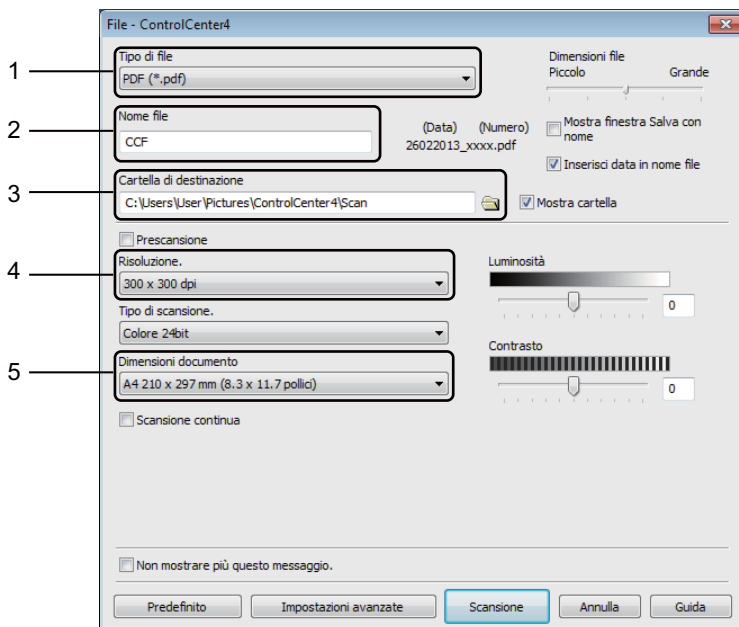 File - ControlCenter4
1
Tipo di file
PDF (*.pdf)
Dimensioni file
Piccolo Grande
2
Nome file
CCF
(Data) (Numero)
26022013_xxxx.pdf
Mostra finestra Salva con
nome
Inserisci data in nome file
3
Cartella di destinazione
C:\Users\User\Pictures\ControlCenter4\Scan
Mostra cartella
Prescansione
4
Risoluzione.
300 x 300 dpi
Luminosità
0
Tipo di scansione.
Colore 24bit
Contrasto
0
5
Dimensioni documento
A4 210 x 297 mm (8.3 x 11.7 pollici)
Scansione continua
Non mostrare più questo messaggio.
Predefinito Impostazioni avanzate Scansione Annulla Guida